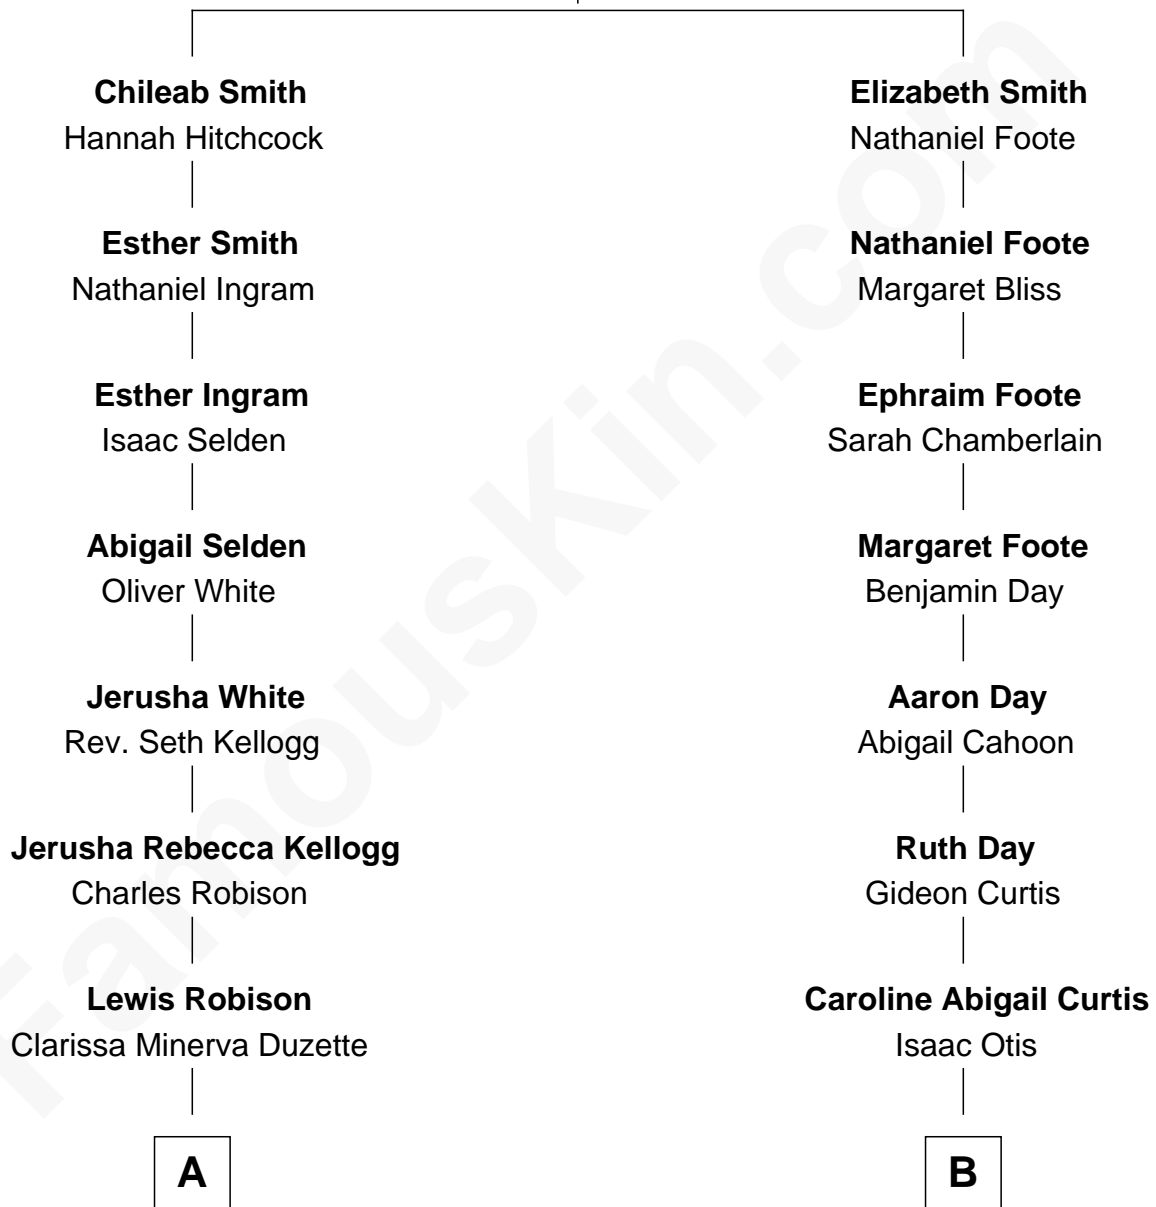 Chileab Smith
Hannah Hitchcock
Esther Smith
Nathaniel Ingram
Esther Ingram
Isaac Selden
Abigail Selden
Oliver White
Jerusha White
Rev. Seth Kellogg
Jerusha Rebecca Kellogg
Charles Robison
Lewis Robison
Clarissa Minerva Duzette
A
Elizabeth Smith
Nathaniel Foote
Nathaniel Foote
Margaret Bliss
Ephraim Foote
Sarah Chamberlain
Margaret Foote
Benjamin Day
Aaron Day
Abigail Cahoon
Ruth Day
Gideon Curtis
Caroline Abigail Curtis
Isaac Otis
B
FamousKin.com